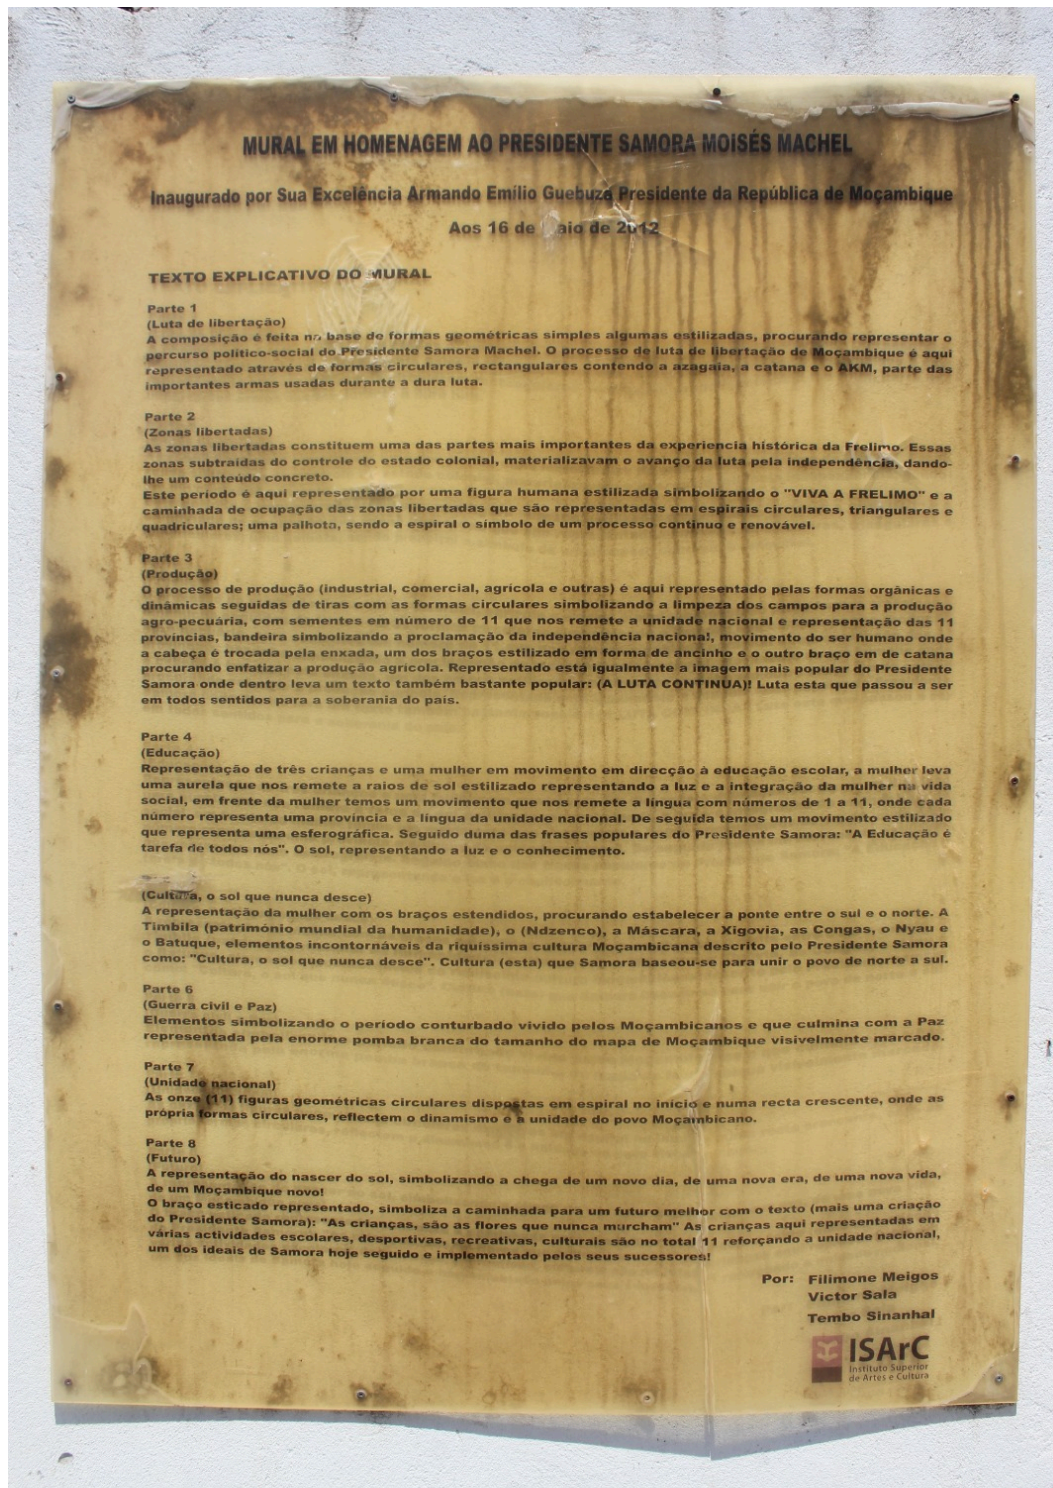 MURAL EM HOMENAGEM AO PRESIDENTE SAMORA MOISÉS MACHEL
Inaugurado por Sua Excelência Armando Emílio Guebuza Presidente da República de Moçambique
Aos 16 de Maio de 2012
TEXTO EXPLICATIVO DO MURAL
Parte 1
(Luta de libertação)
A composição é feita na base de formas geométricas simples algumas estilizadas, procurando representar o
percurso político-social do Presidente Samora Machel. O processo de luta de libertação de Moçambique é aqui
representado através de formas circulares, rectangulares contendo a azagaia, a catana e o AKM, parte das
importantes armas usadas durante a dura luta.
Parte 2
(Zonas libertadas)
As zonas libertadas constituem uma das partes mais importantes da experiencia histórica da Frelimo. Essas
zonas subtraídas do controle do estado colonial, materializavam o avanço da luta pela independência, dando-
lhe um conteúdo concreto.
Este período é aqui representado por uma figura humana estilizada simbolizando o "VIVA A FRELIMO" e a
caminhada de ocupação das zonas libertadas que são representadas em espirais circulares, triangulares e
quadriculares; uma palhota, sendo a espiral o símbolo de um processo contínuo e renovável.
Parte 3
(Produção)
O processo de produção (industrial, comercial, agrícola e outras) é aqui representado pelas formas orgânicas e
dinâmicas seguidas de tiras com as formas circulares simbolizando a limpeza dos campos para a produção
agro-pecuária, com sementes em número de 11 que nos remete a unidade nacional e representação das 11
províncias, bandeira simbolizando a proclamação da independência nacional, movimento do ser humano onde
a cabeça é trocada pela enxada, um dos braços estilizado em forma de ancinho e o outro braço em de catana
procurando enfatizar a produção agrícola. Representado está igualmente a imagem mais popular do Presidente
Samora onde dentro leva um texto também bastante popular: (A LUTA CONTINUA)! Luta esta que passou a ser
em todos sentidos para a soberania do país.
Parte 4
(Educação)
Representação de três crianças e uma mulher em movimento em direcção à educação escolar, a mulher leva
uma aurela que nos remete a raios de sol estilizado representando a luz e a integração da mulher na vida
social, em frente da mulher temos um movimento que nos remete a língua com números de 1 a 11, onde cada
número representa uma província e a língua da unidade nacional. De seguida temos um movimento estilizado
que representa uma esferográfica. Seguido duma das frases populares do Presidente Samora: "A Educação é
tarefa de todos nós". O sol, representando a luz e o conhecimento.
(Cultura, o sol que nunca desce)
A representação da mulher com os braços estendidos, procurando estabelecer a ponte entre o sul e o norte. A
Timbila (património mundial da humanidade), o (Ndzenco), a Máscara, a Xigovia, as Congas, o Nyau e
o Batuque, elementos incontornáveis da riquíssima cultura Moçambicana descrito pelo Presidente Samora
como: "Cultura, o sol que nunca desce". Cultura (esta) que Samora baseou-se para unir o povo de norte a sul.
Parte 6
(Guerra civil e Paz)
Elementos simbolizando o período conturbado vivido pelos Moçambicanos e que culmina com a Paz
representada pela enorme pomba branca do tamanho do mapa de Moçambique visivelmente marcado.
Parte 7
(Unidade nacional)
As onze (11) figuras geométricas circulares dispostas em espiral no início e numa recta crescente, onde as
própria formas circulares, reflectem o dinamismo e a unidade do povo Moçambicano.
Parte 8
(Futuro)
A representação do nascer do sol, simbolizando a chega de um novo dia, de uma nova era, de uma nova vida,
de um Moçambique novo!
O braço esticado representado, simboliza a caminhada para um futuro melhor com o texto (mais uma criação
do Presidente Samora): "As crianças, são as flores que nunca murcham" As crianças aqui representadas em
várias actividades escolares, desportivas, recreativas, culturais são no total 11 reforçando a unidade nacional,
um dos ideais de Samora hoje seguido e implementado pelos seus sucessores!
Por: Filimone Meigos
Victor Sala
Tembo Sinanhal
ISArC
Instituto Superior
de Artes e Cultura